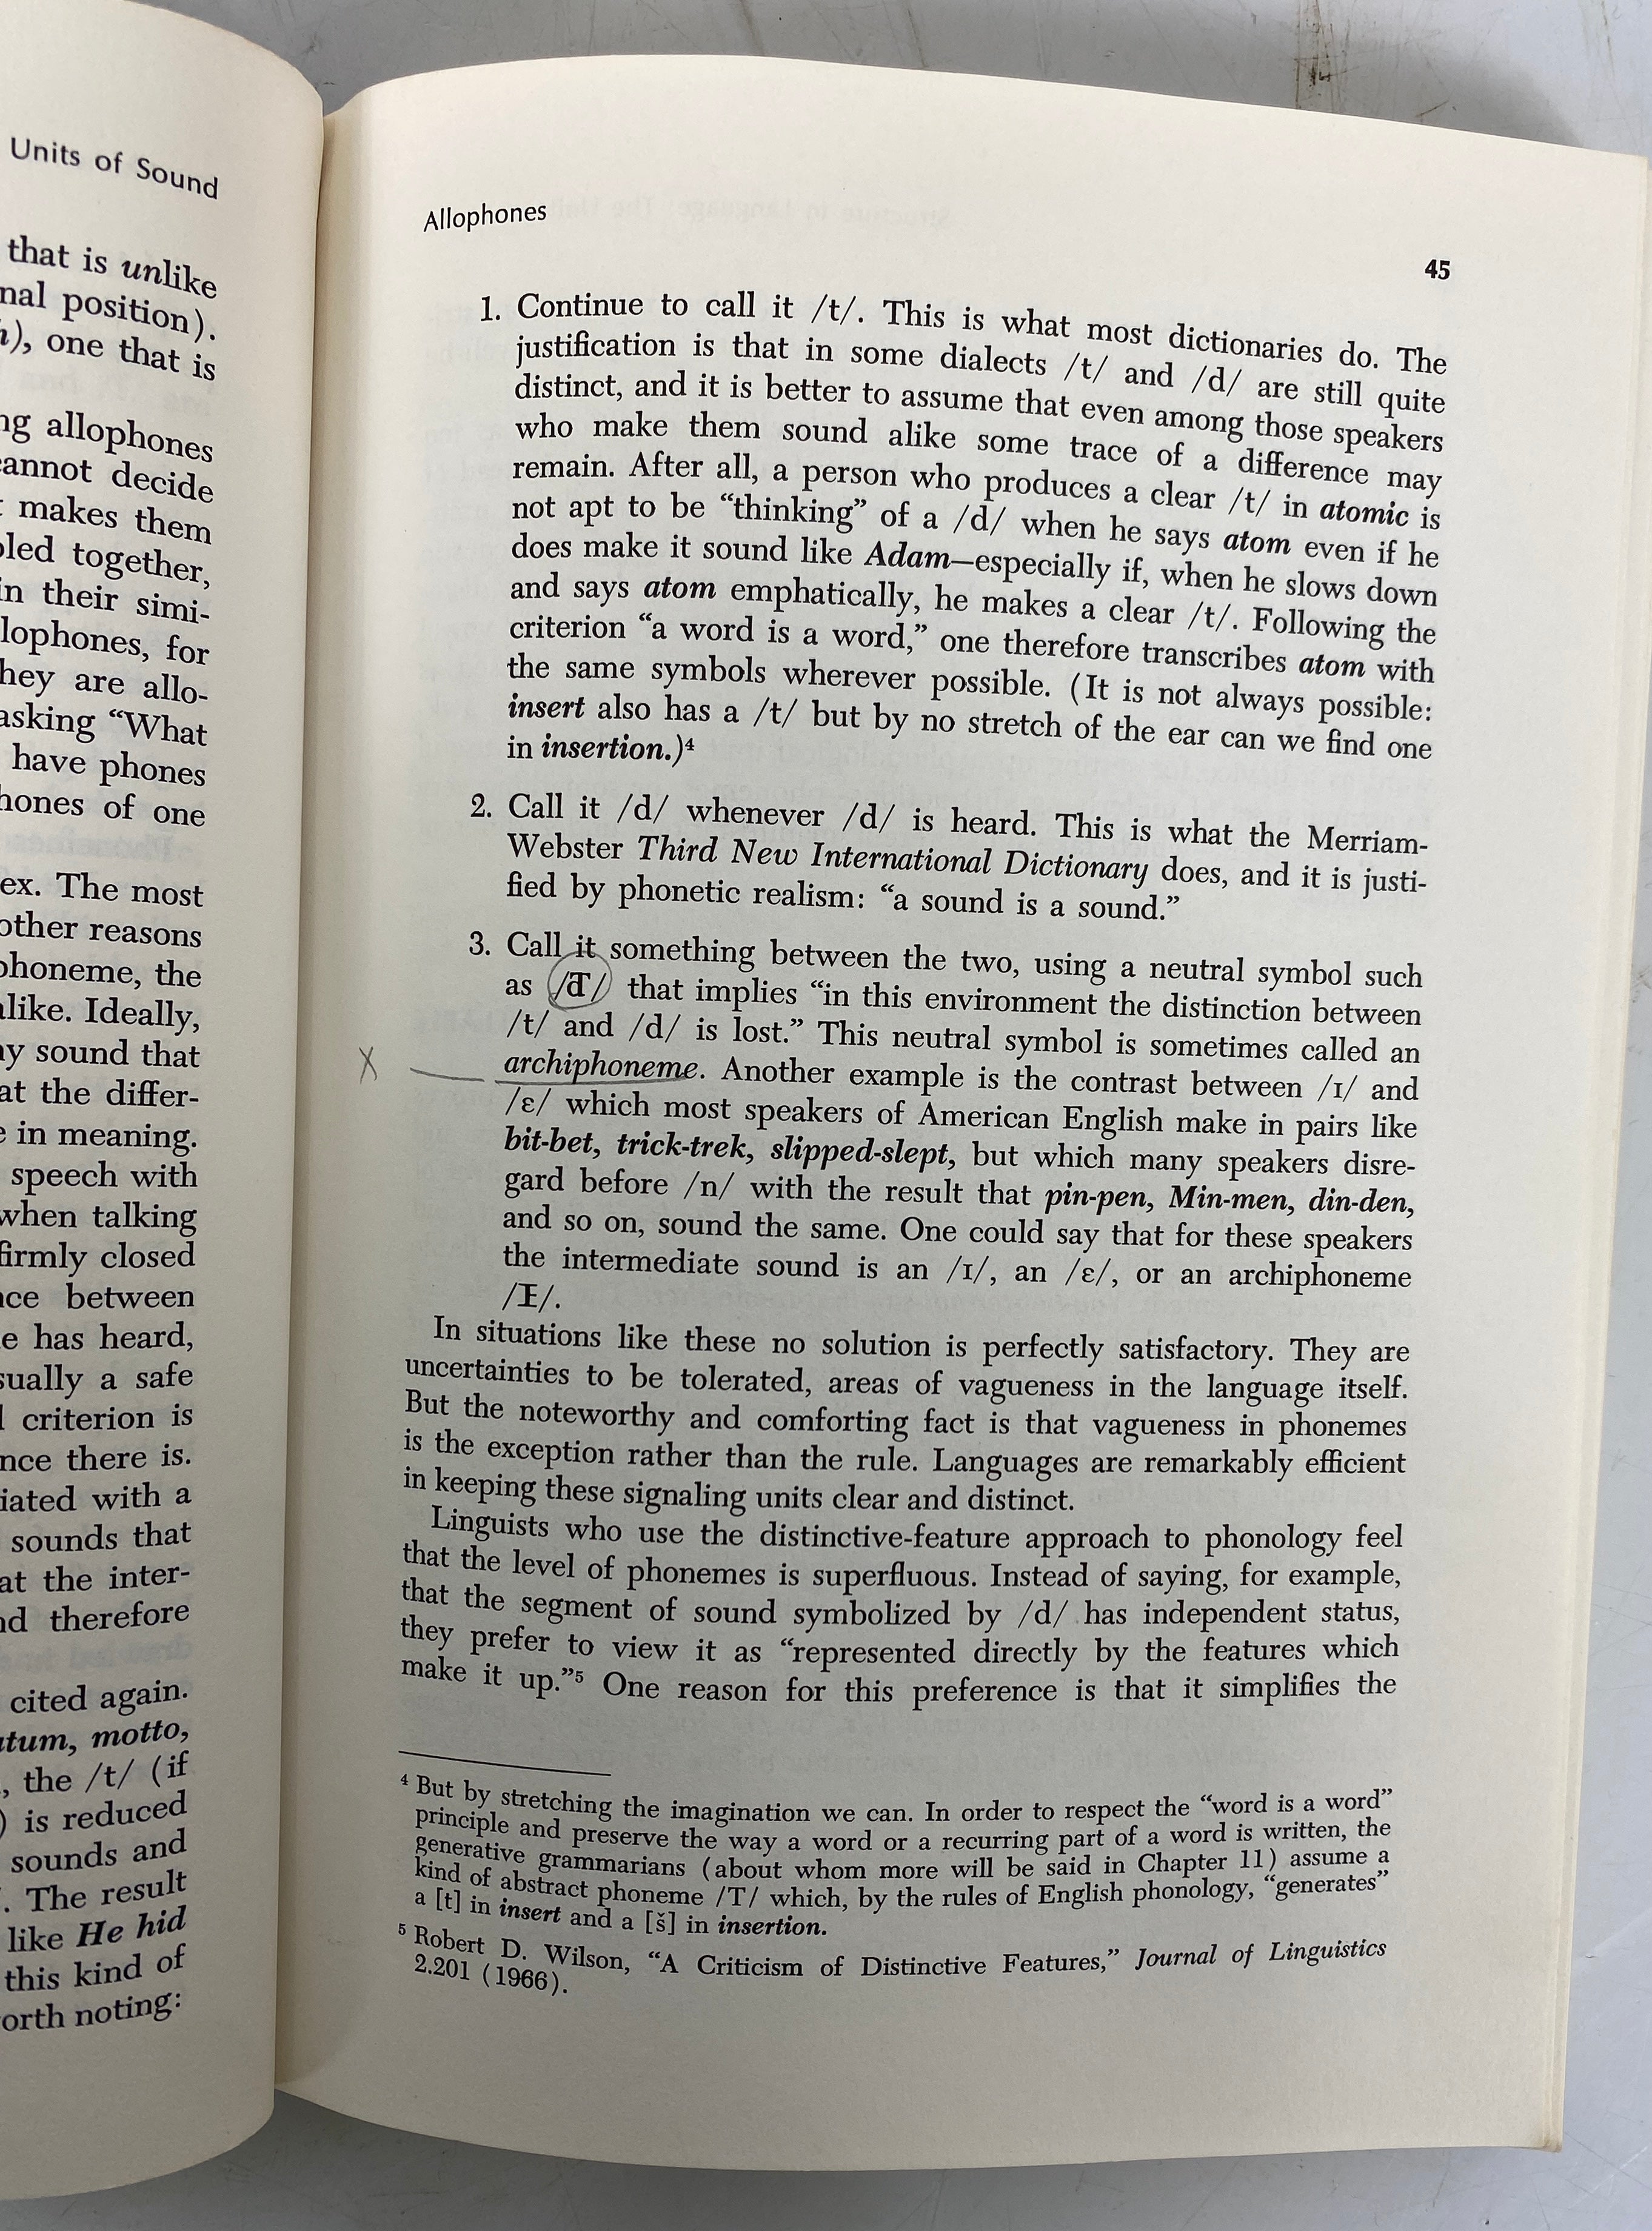 Units of Sound
that is unlike
nal position).
), one that is
ng allophones
cannot decide
makes them
led together,
in their simi-
lophones, for
hey are allo-
asking “What
have phones
hones of one
ex. The most
other reasons
phoneme, the
alike. Ideally,
ny sound that
at the differ-
e in meaning.
speech with
when talking
firmly closed
nce between
e has heard,
sually a safe
criterion is
nce there is.
iated with a
sounds that
at the inter-
nd therefore
cited again.
atum, motto,
, the /t/ (if
) is reduced
sounds and
. The result
like He hid
this kind of
orth noting:
Allophones
45
1. Continue to call it /t/. This is what most dictionaries do. The
justification is that in some dialects /t/ and /d/ are still quite
distinct, and it is better to assume that even among those speakers
who make them sound alike some trace of a difference may
remain. After all, a person who produces a clear /t/ in atomic is
not apt to be “thinking” of a /d/ when he says atom even if he
does make it sound like Adam—especially if, when he slows down
and says atom emphatically, he makes a clear /t/. Following the
criterion “a word is a word,” one therefore transcribes atom with
the same symbols wherever possible. (It is not always possible:
insert also has a /t/ but by no stretch of the ear can we find one
in insertion.)⁴
2. Call it /d/ whenever /d/ is heard. This is what the Merriam-
Webster Third New International Dictionary does, and it is justi-
fied by phonetic realism: “a sound is a sound.”
3. Call it something between the two, using a neutral symbol such
as that implies “in this environment the distinction between
/t/ and /d/ is lost.” This neutral symbol is sometimes called an
X
archiphoneme. Another example is the contrast between /ɪ/ and
/ɛ/ which most speakers of American English make in pairs like
bit-bet, trick-trek, slipped-slept, but which many speakers disre-
gard before /n/ with the result that pin-pen, Min-men, din-den,
and so on, sound the same. One could say that for these speakers
the intermediate sound is an /ɪ/, an /ɛ/, or an archiphoneme
In situations like these no solution is perfectly satisfactory. They are
uncertainties to be tolerated, areas of vagueness in the language itself.
But the noteworthy and comforting fact is that vagueness in phonemes
is the exception rather than the rule. Languages are remarkably efficient
in keeping these signaling units clear and distinct.
Linguists who use the distinctive-feature approach to phonology feel
that the level of phonemes is superfluous. Instead of saying, for example,
that the segment of sound symbolized by /d/ has independent status,
they prefer to view it as “represented directly by the features which
make it up.”⁵ One reason for this preference is that it simplifies the
⁴ But by stretching the imagination we can. In order to respect the “word is a word”
principle and preserve the way a word or a recurring part of a word is written, the
generative grammarians (about whom more will be said in Chapter 11) assume a
kind of abstract phoneme /T/ which, by the rules of English phonology, “generates”
a [t] in insert and a [š] in insertion.
⁵ Robert D. Wilson, “A Criticism of Distinctive Features,” Journal of Linguistics
2.201 (1966).